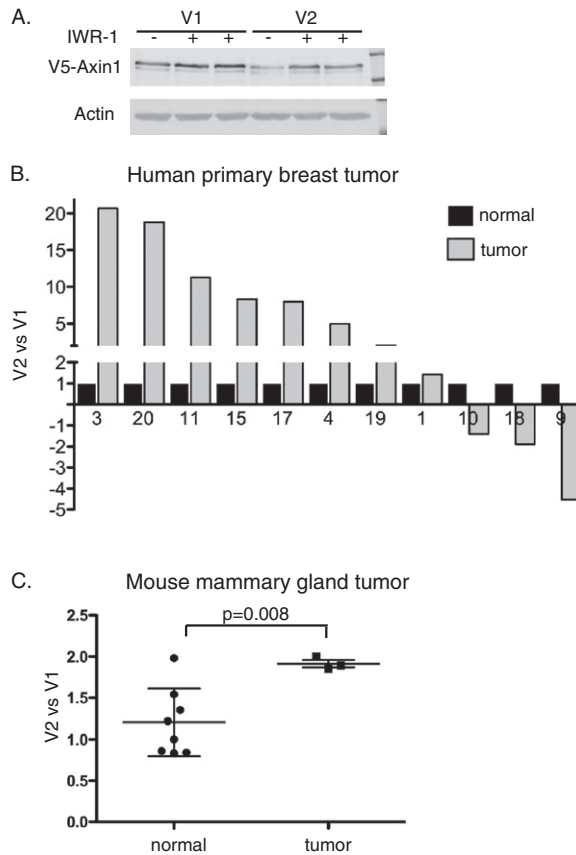 A.
V1 V2
IWR-1 - + + - + +
V5-Axin1
Actin
B.
Human primary breast tumor
normal
tumor
V2 vs V1
20
15
10
5
2
1
-1
-2
-3
-4
-5
3 20 11 15 17 4 19 1 10 18 9
C.
Mouse mammary gland tumor
p=0.008
V2 vs V1
2.5
2.0
1.5
1.0
0.5
0.0
normal tumor